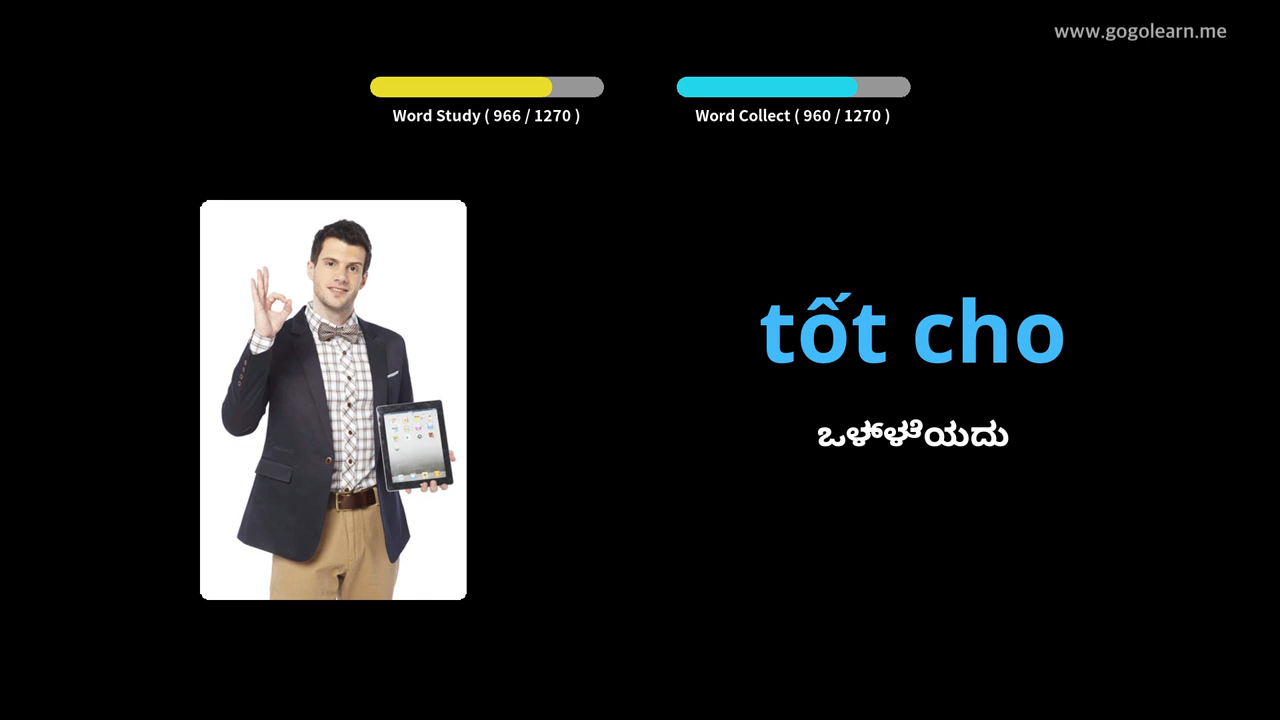 www.gogolearn.me
Word Study ( 966 / 1270 )
Word Collect ( 960 / 1270 )
tốt cho
ಒಳ್ಳೆಯದು